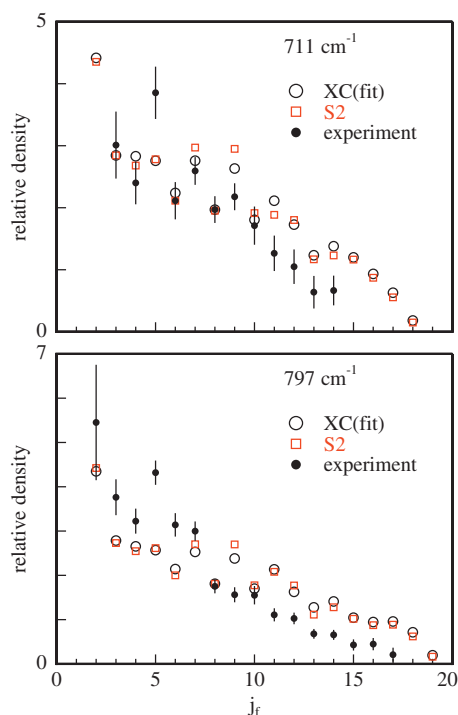 5
711 cm⁻¹
XC(fit)
S2
experiment
relative density
0
7
797 cm⁻¹
XC(fit)
S2
experiment
relative density
0
0 5 10 15 20
j_f